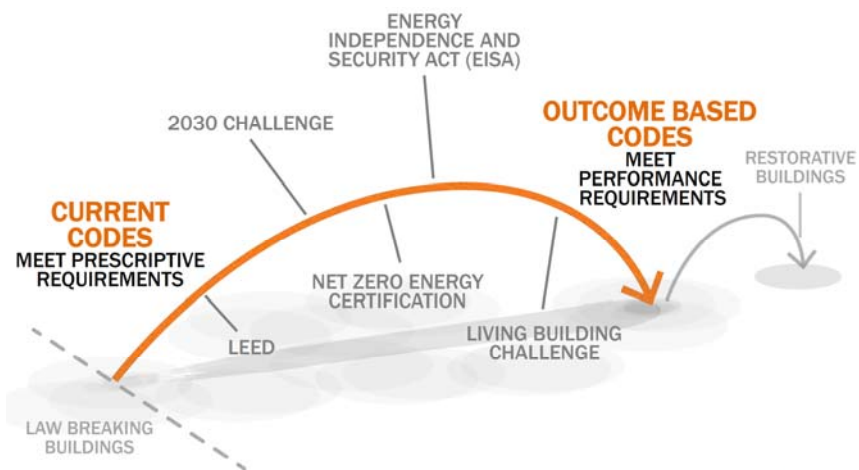 ENERGY
INDEPENDENCE AND
SECURITY ACT (EISA)
2030 CHALLENGE
OUTCOME BASED
CODES
MEET
PERFORMANCE
REQUIREMENTS
RESTORATIVE
BUILDINGS
CURRENT
CODES
MEET PRESCRIPTIVE
REQUIREMENTS
NET ZERO ENERGY
CERTIFICATION
LEED
LIVING BUILDING
CHALLENGE
LAW BREAKING
BUILDINGS